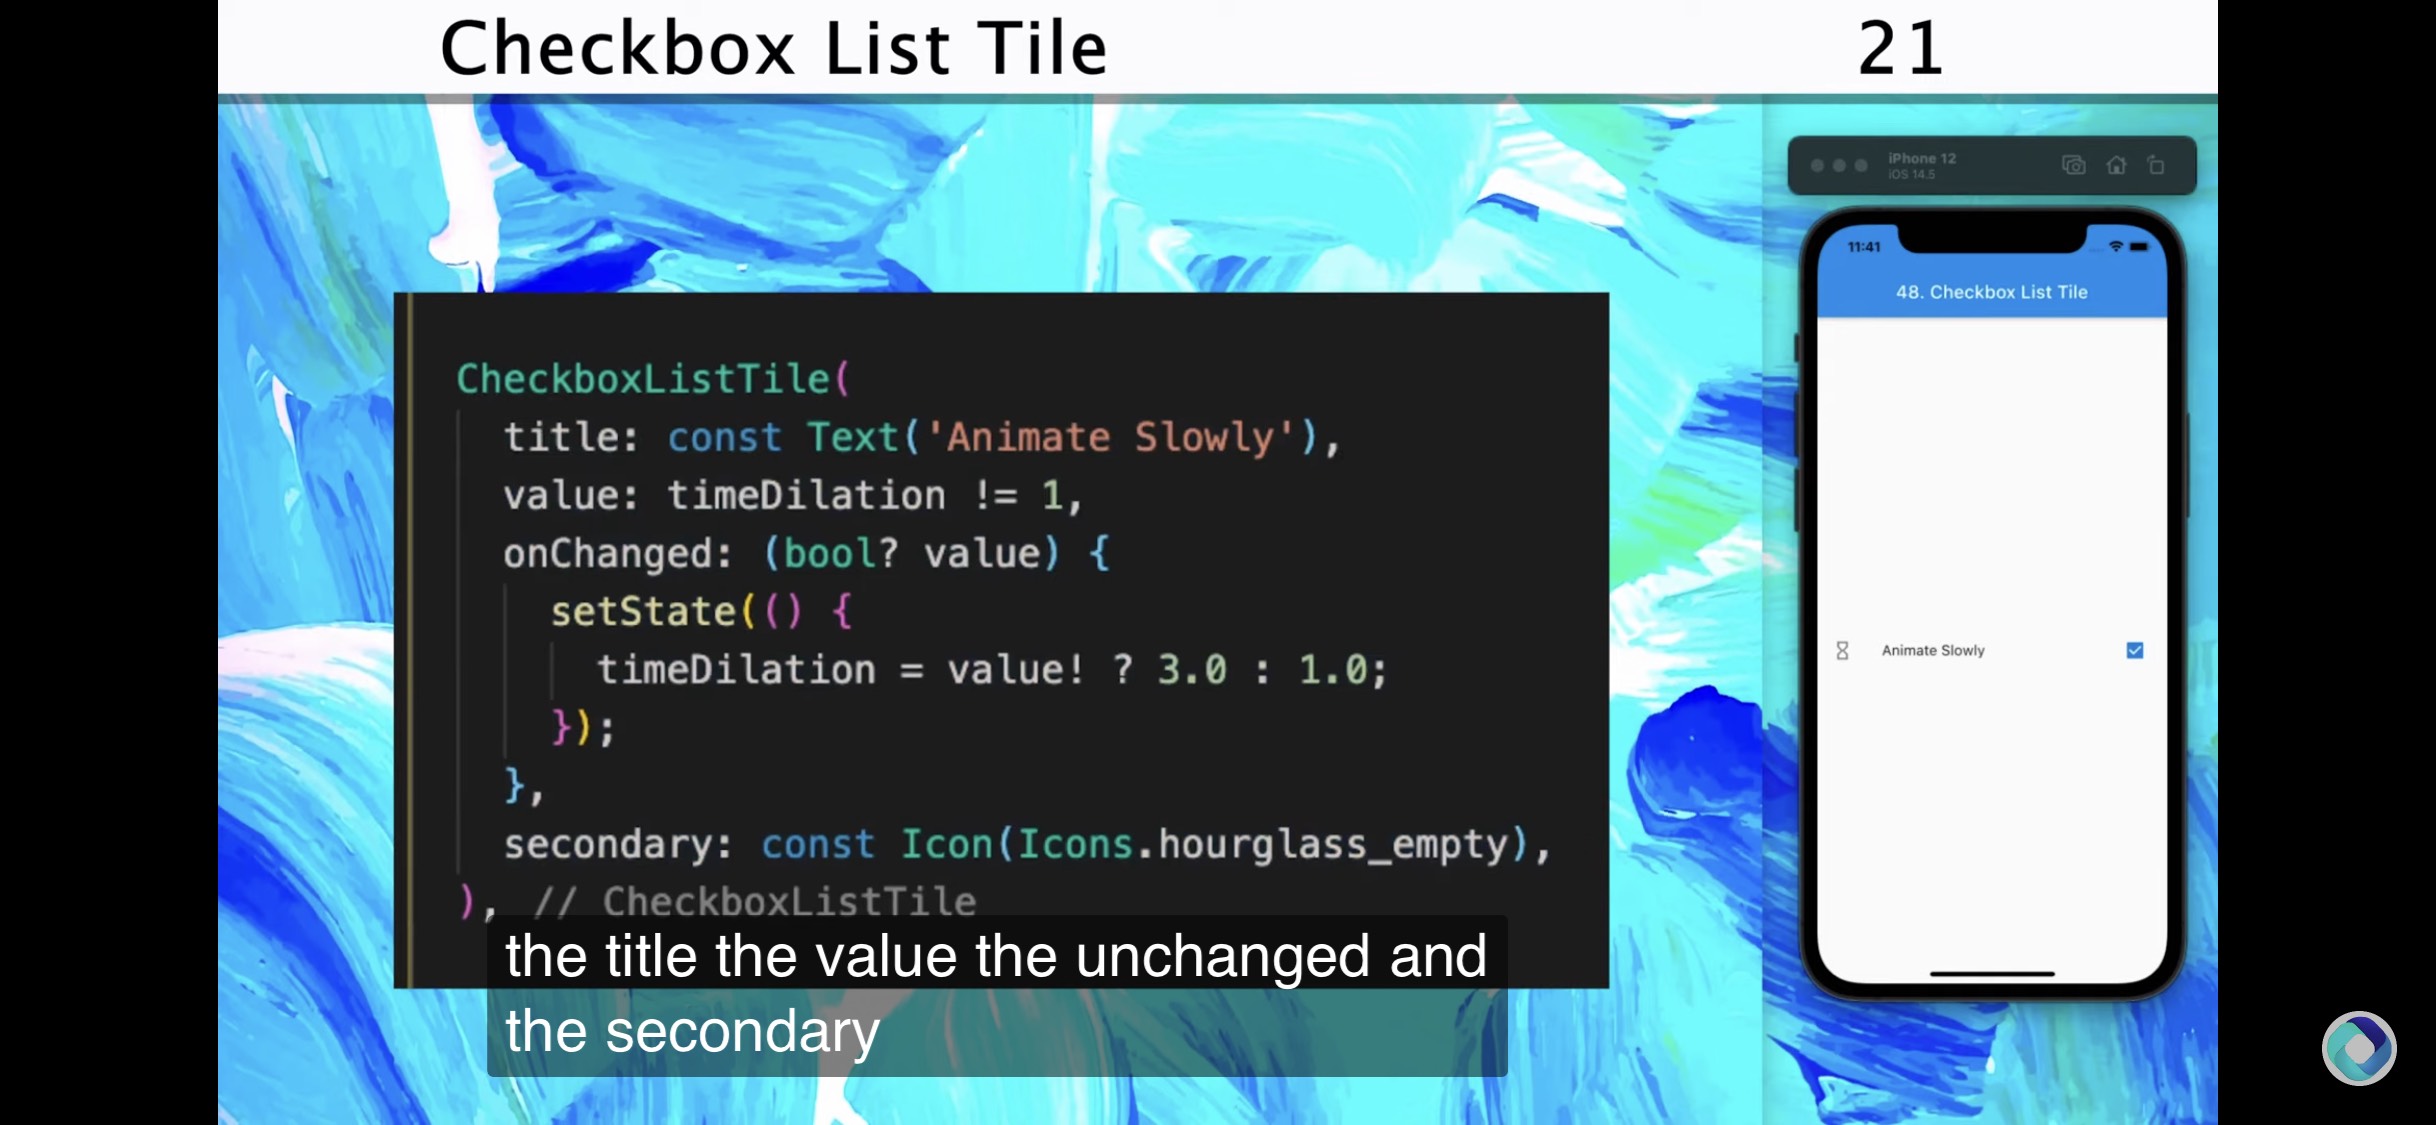 Checkbox List Tile
21
iPhone 12
iOS 14.5
11:41
48. Checkbox List Tile
CheckboxListTile(
title: const Text('Animate Slowly'),
value: timeDilation != 1,
onChanged: (bool? value) {
setState(() {
timeDilation = value! ? 3.0 : 1.0;
});
},
secondary: const Icon(Icons.hourglass_empty),
), // CheckboxListTile
Animate Slowly
the title the value the unchanged and
the secondary